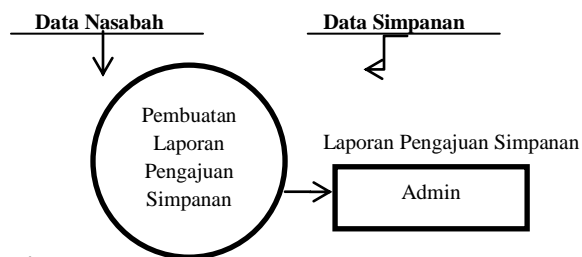 Data Nasabah
Data Simpanan
Pembuatan
Laporan
Pengajuan
Simpanan
Laporan Pengajuan Simpanan
Admin